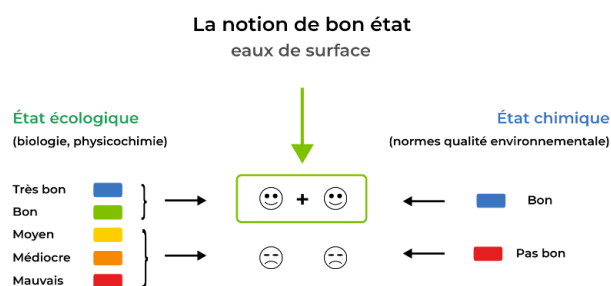 La notion de bon état
eaux de surface
État écologique
(biologie, physicochimie)
État chimique
(normes qualité environnementale)
Très bon
Bon
Moyen
Médiocre
Mauvais
+
Bon
Pas bon